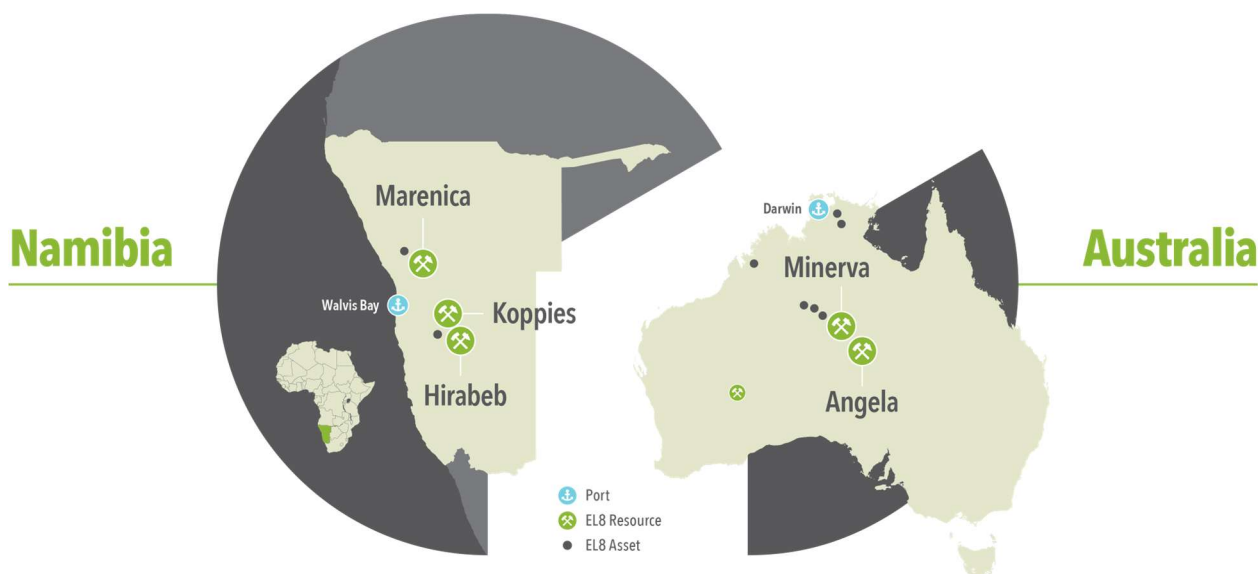 Namibia
Marenica
Walvis Bay
Koppies
Hirabeb
Port
EL8 Resource
EL8 Asset
Darwin
Minerva
Angela
Australia